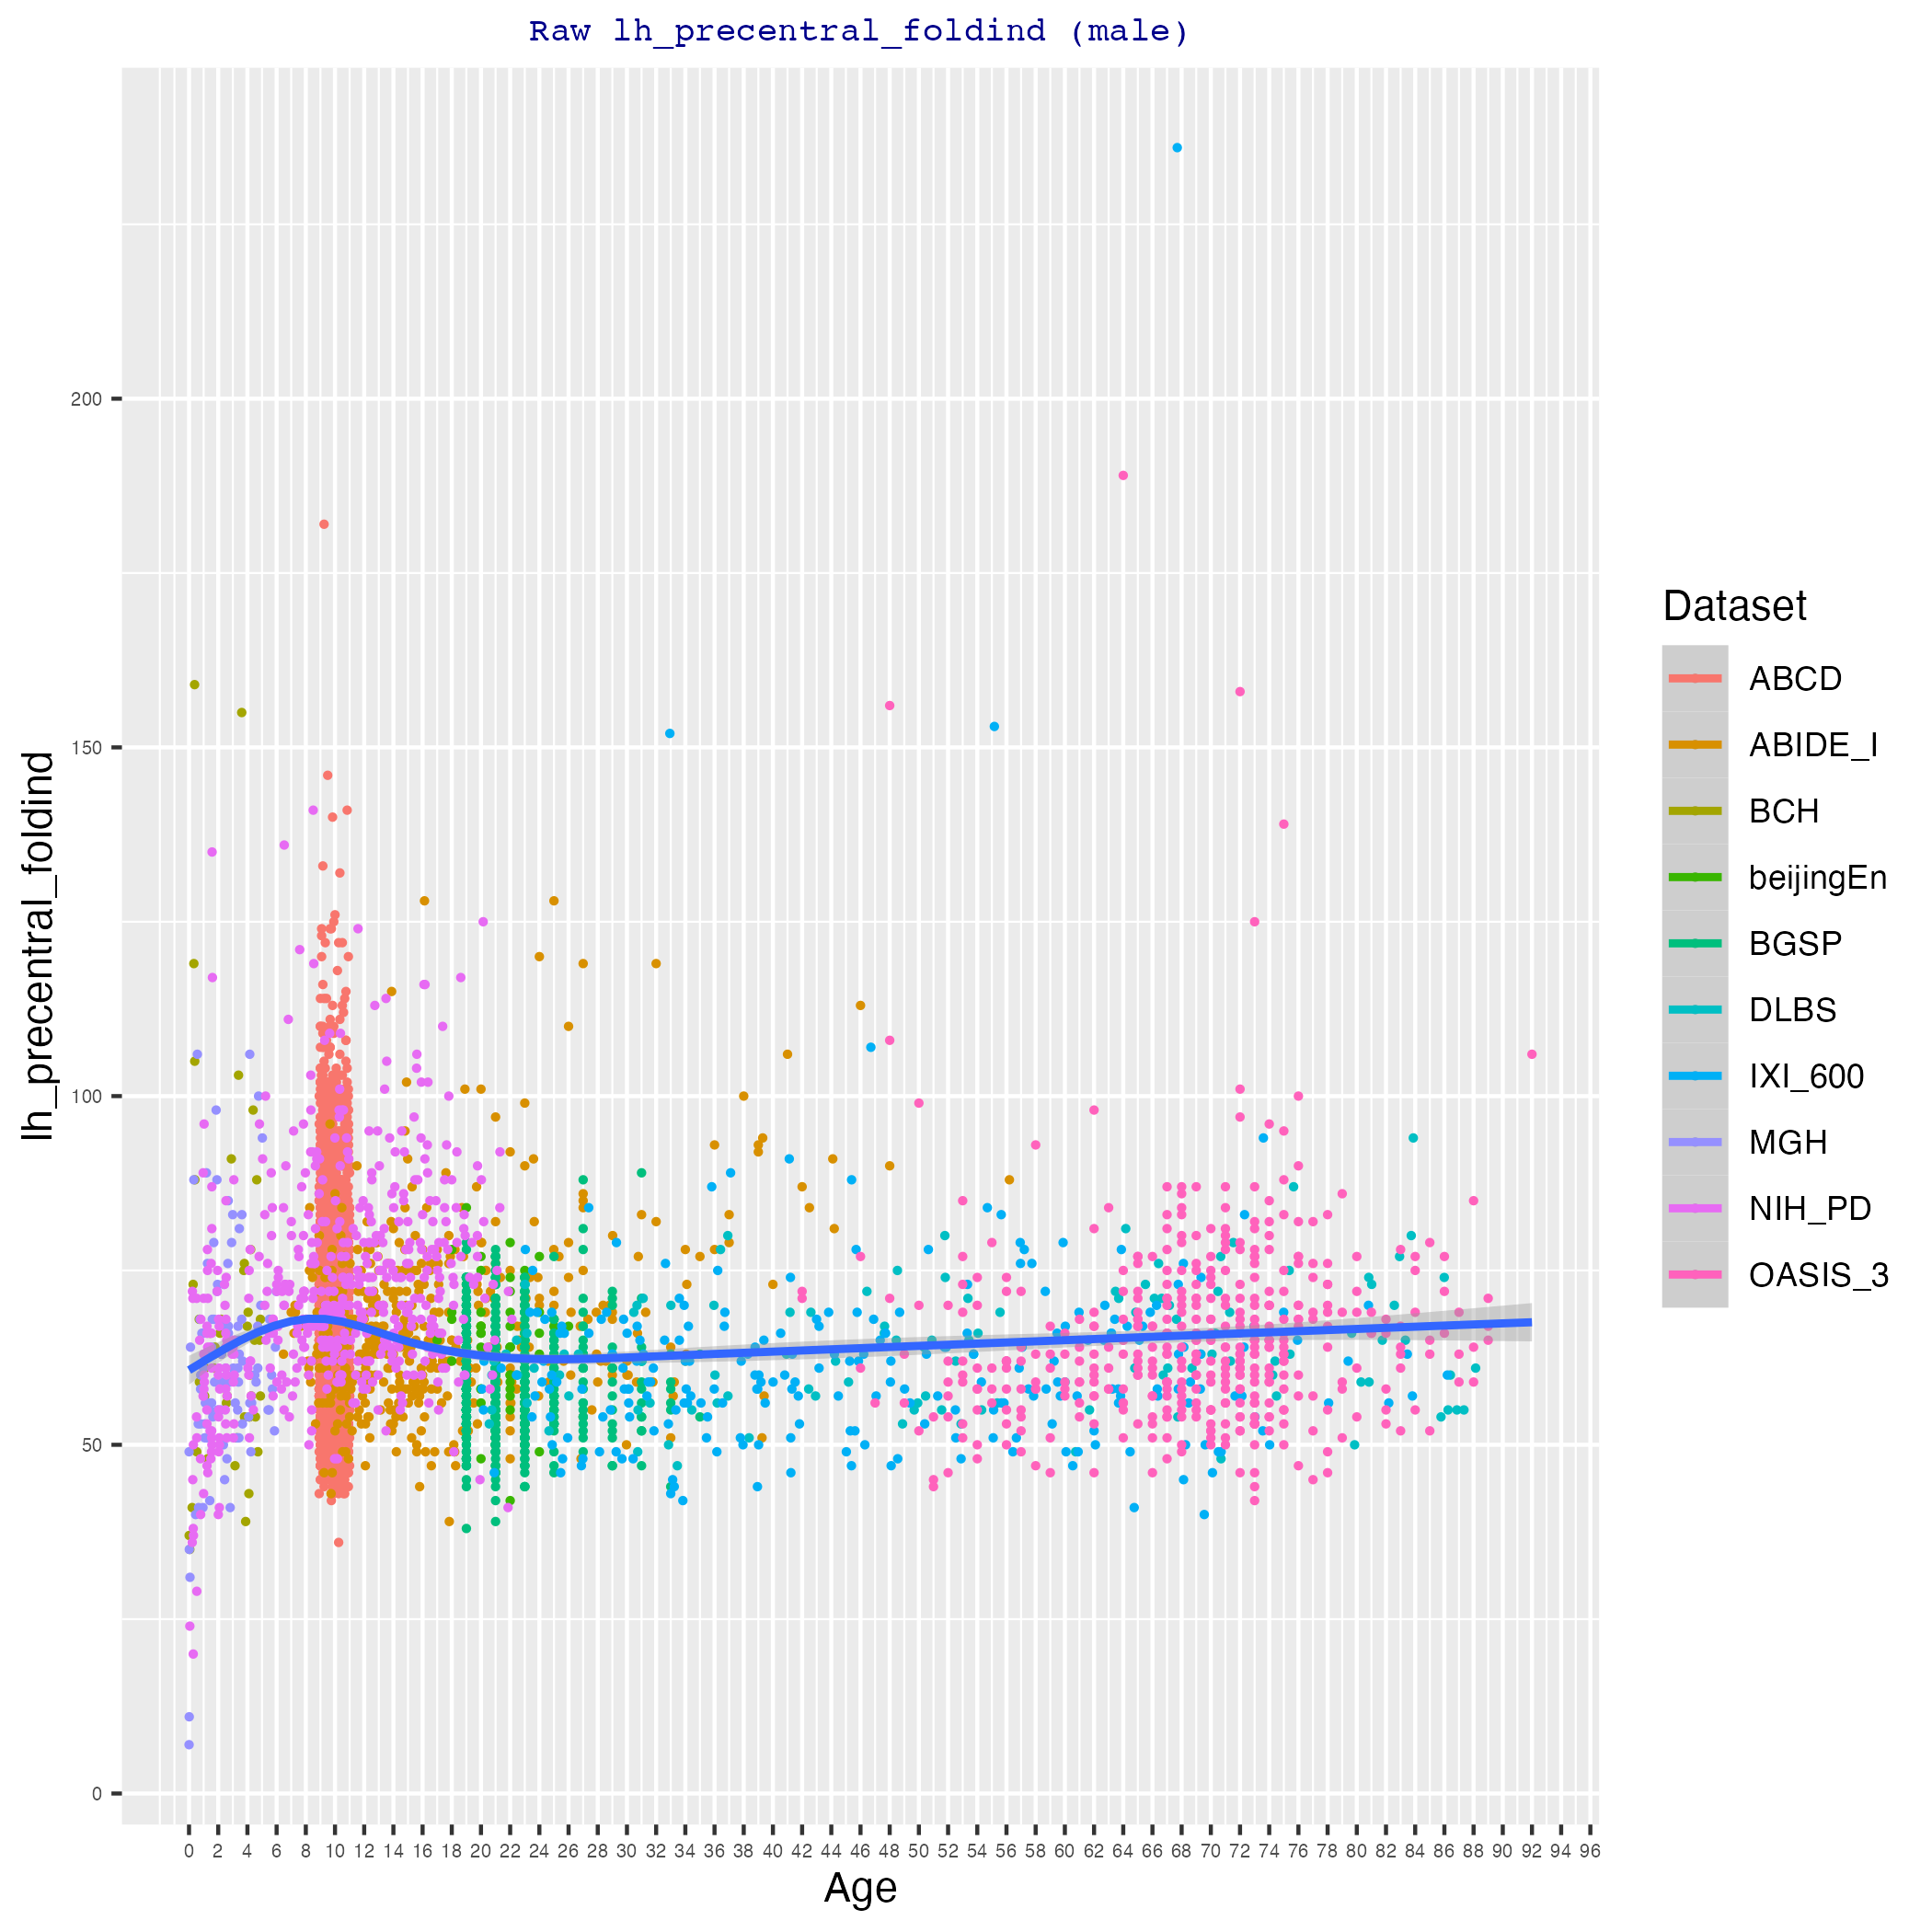 Raw lh_precentral_foldind (male)
lh_precentral_foldind
200
150
100
50
0
0 2 4 6 8 10 12 14 16 18 20 22 24 26 28 30 32 34 36 38 40 42 44 46 48 50 52 54 56 58 60 62 64 66 68 70 72 74 76 78 80 82 84 86 88 90 92 94 96
Age
Dataset
ABCD
ABIDE_I
BCH
beijingEn
BGSP
DLBS
IXI_600
MGH
NIH_PD
OASIS_3